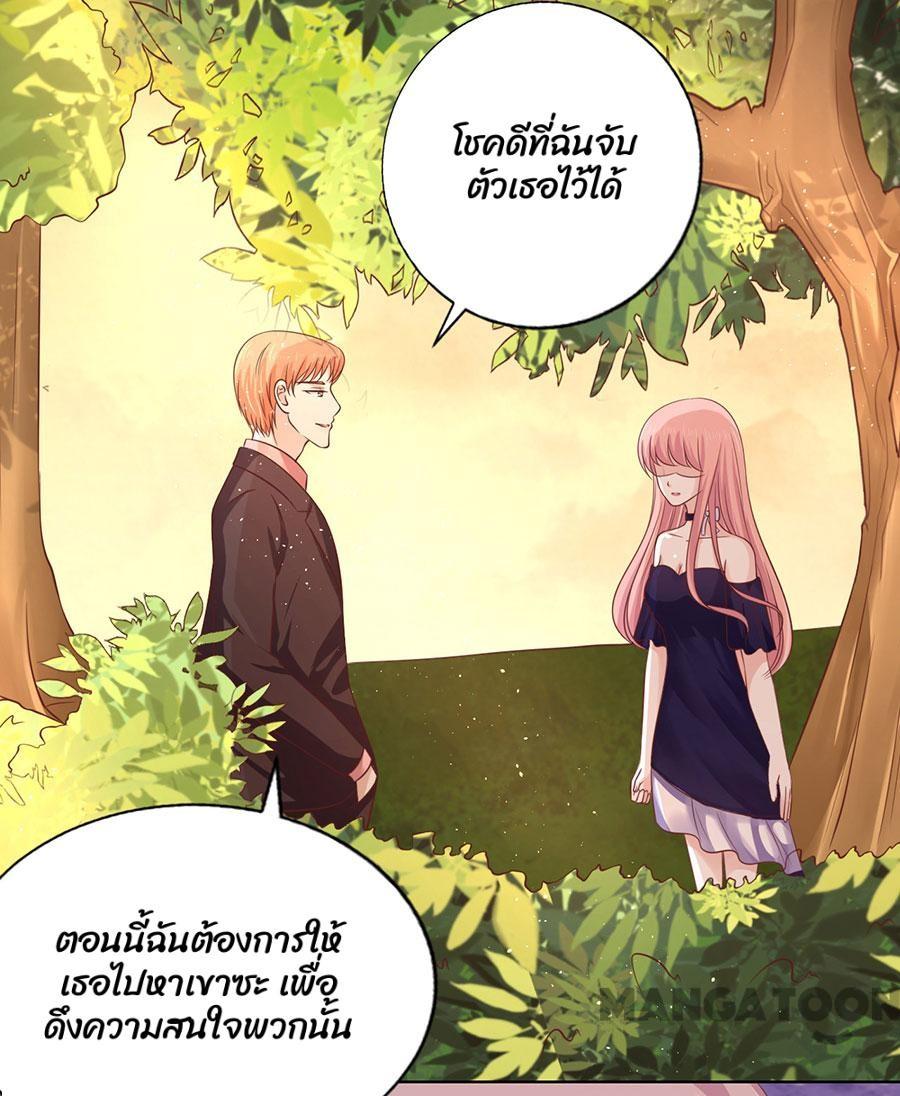 โชคดีที่ฉันจับ
ตัวเธอไว้ได้
ตอนนี้ฉันต้องการให้
เธอไปหาเขาซะ เพื่อ
ดึงความสนใจพวกนั้น
MANGATOON